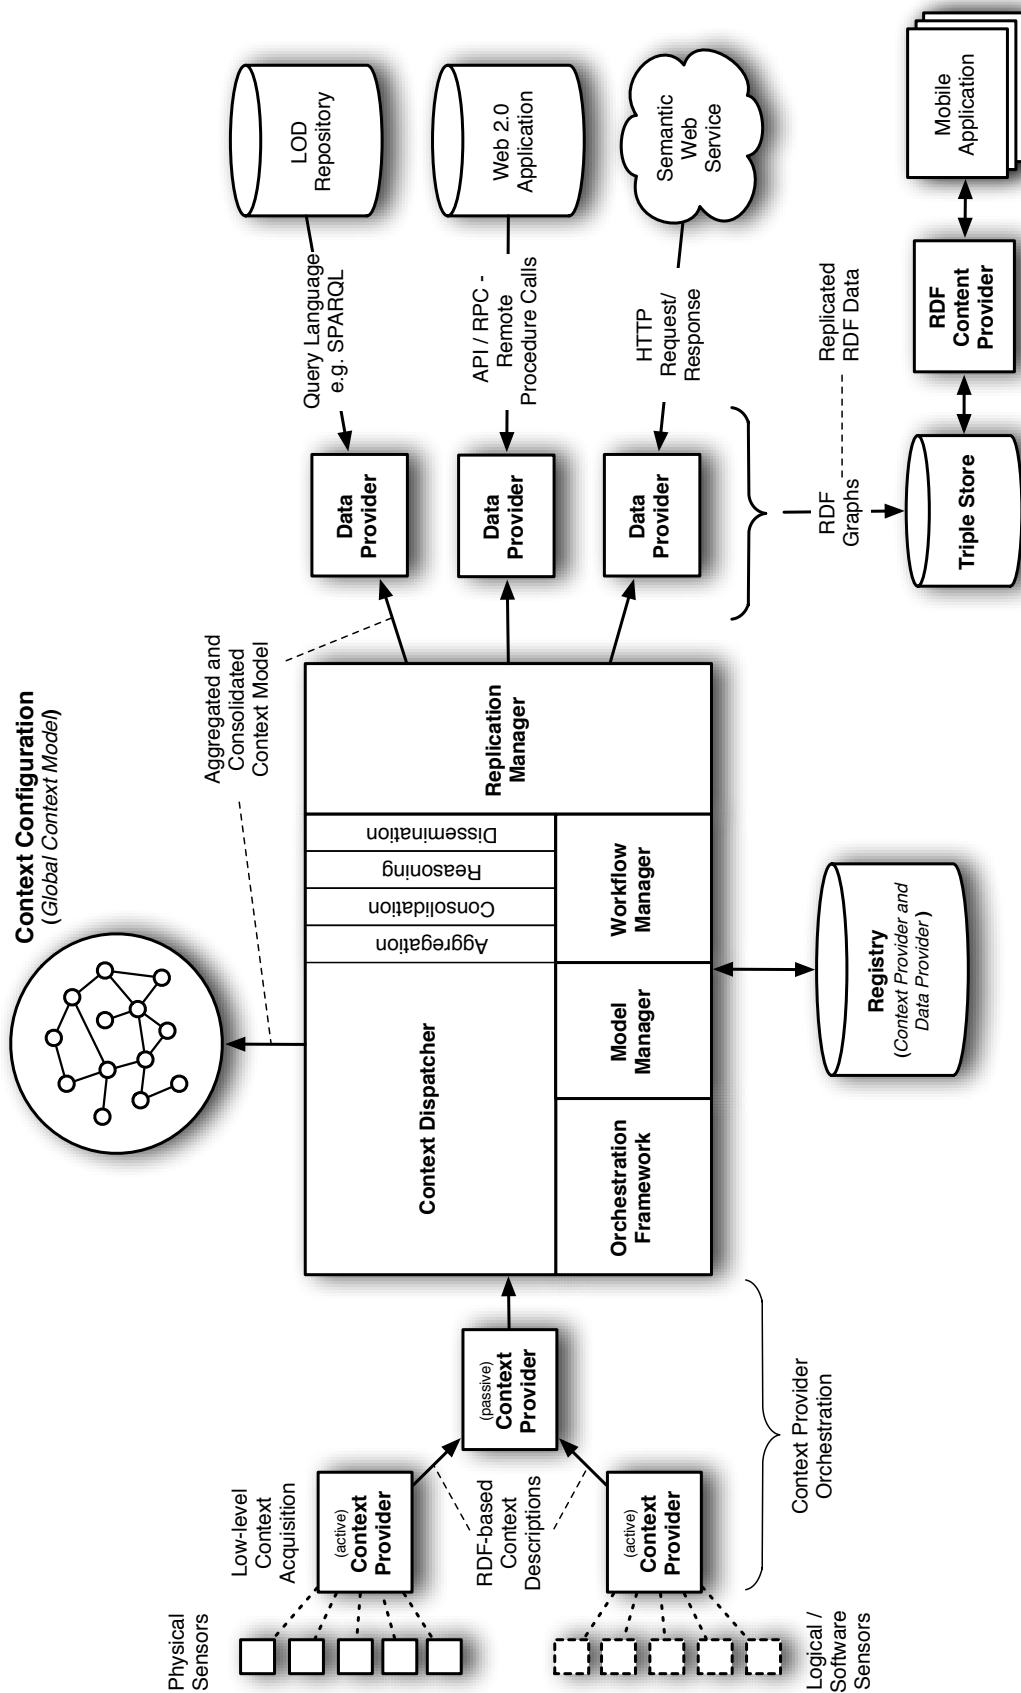 Context Configuration
(Global Context Model)
Aggregated and
Consolidated
Context Model
Physical
Sensors
Low-level
Context
Acquisition
(active)
Context
Provider
RDF-based
Context
Descriptions
(active)
Context
Provider
Logical /
Software
Sensors
(passive)
Context
Provider
Context Provider
Orchestration
Context Dispatcher
Aggregation
Consolidation
Reasoning
Dissemination
Orchestration
Framework
Model
Manager
Workflow
Manager
Replication
Manager
Registry
(Context Provider and
Data Provider)
Data
Provider
Data
Provider
Data
Provider
Query Language
e.g. SPARQL
API / RPC -
Remote
Procedure Calls
HTTP
Request/
Response
LOD
Repository
Web 2.0
Application
Semantic
Web
Service
RDF
Graphs
Replicated
RDF Data
Triple Store
RDF
Content
Provider
Mobile
Application